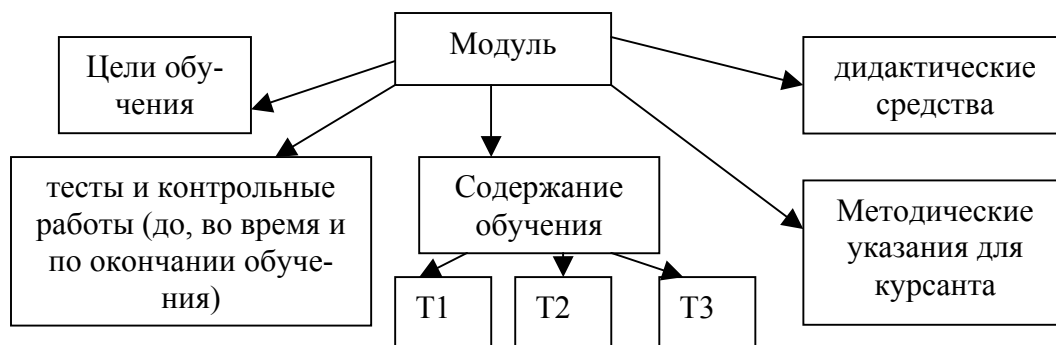 Модуль
Цели обу-
чения
дидактические
средства
тесты и контрольные
работы (до, во время и
по окончании обуче-
ния)
Содержание
обучения
Методические
указания для
курсанта
Т1
Т2
Т3